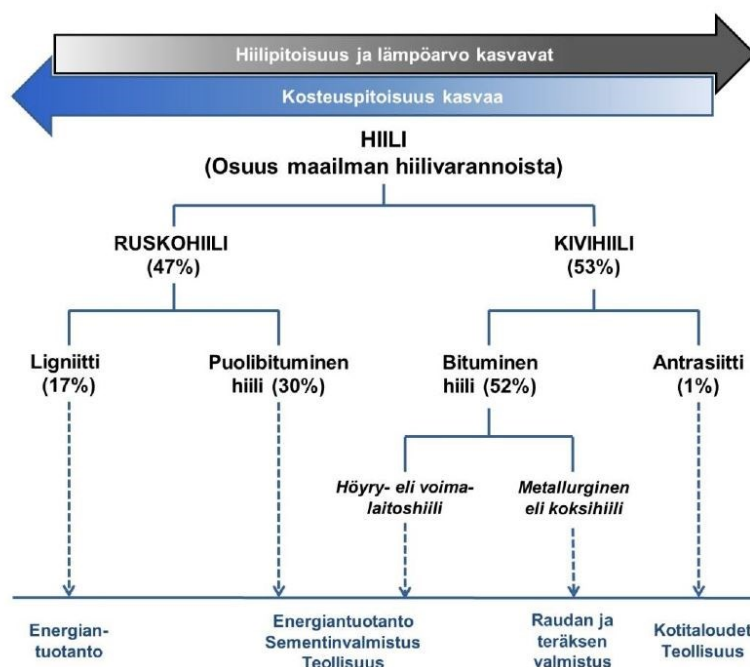 Hiilipitoisuus ja lämpöarvo kasvavat
Kosteuspitoisuus kasvaa
HIILI
(Osuus maailman hiilivarannoista)
RUSKOHIILI
(47%)
KIVIHIILI
(53%)
Ligniitti
(17%)
Puolibituminen
hiili (30%)
Bituminen
hiili (52%)
Antrasiitti
(1%)
Höyry- eli voima-
laitoshiili
Metallurginen
eli koksihiili
Energian-
tuotanto
Energiantuotanto
Sementinvalmistus
Teollisuus
Raudan ja
teräksen
valmistus
Kotitaloudet
Teollisuus